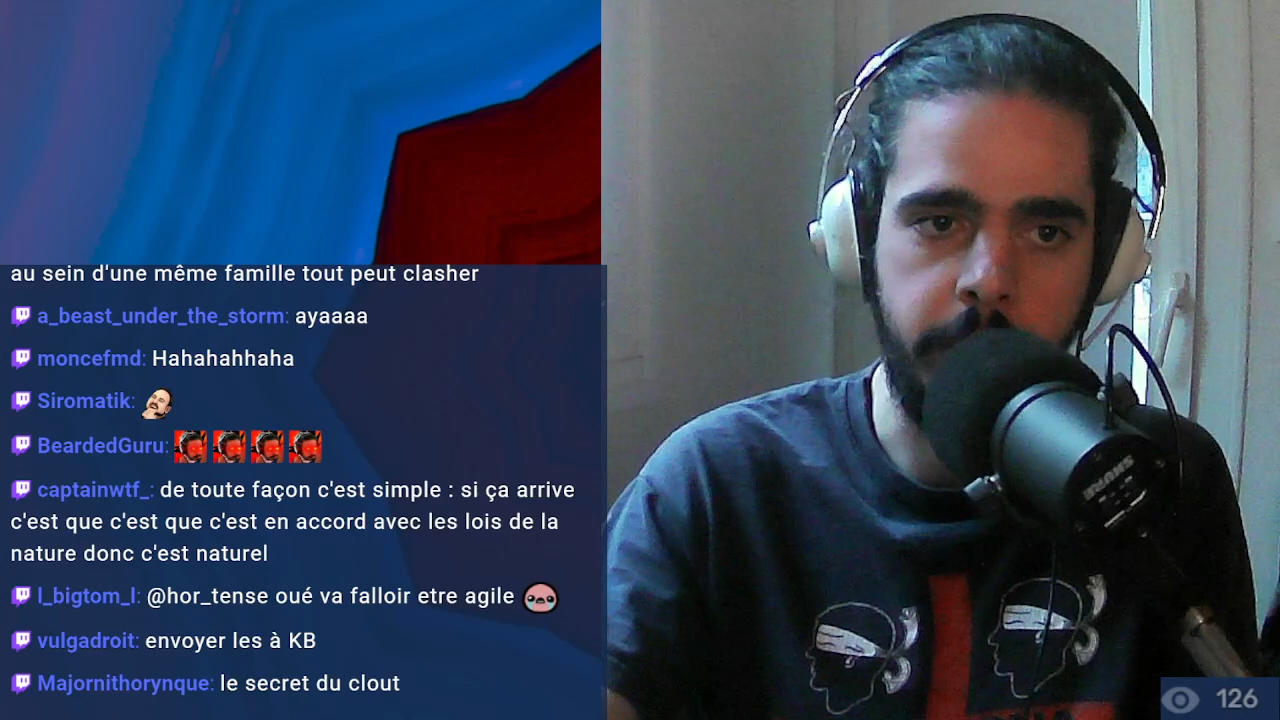 au sein d'une même famille tout peut clasher
a_beast_under_the_storm: ayaaaa
moncefmd: Hahahahhaha
Siromatik:
BeardedGuru:
captainwtf_: de toute façon c'est simple : si ça arrive
c'est que c'est que c'est en accord avec les lois de la
nature donc c'est naturel
l_bigtom_l: @hor_tense oué va falloir etre agile
vulgadroit: envoyer les à KB
Majornithorynque: le secret du clout
SHURE
126